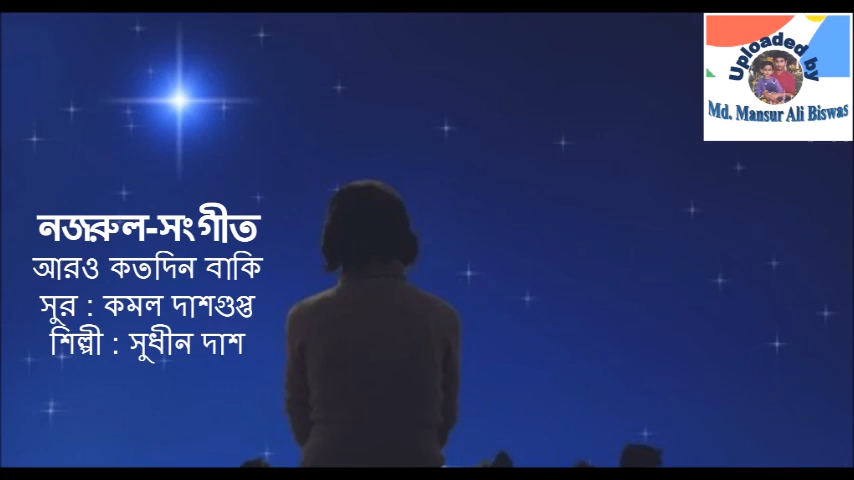 নজরুল-সংগীত
আরও কতদিন বাকি
সুর : কমল দাশগুপ্ত
শিল্পী : সুধীন দাশ
Uploaded by
Md. Mansur Ali Biswas